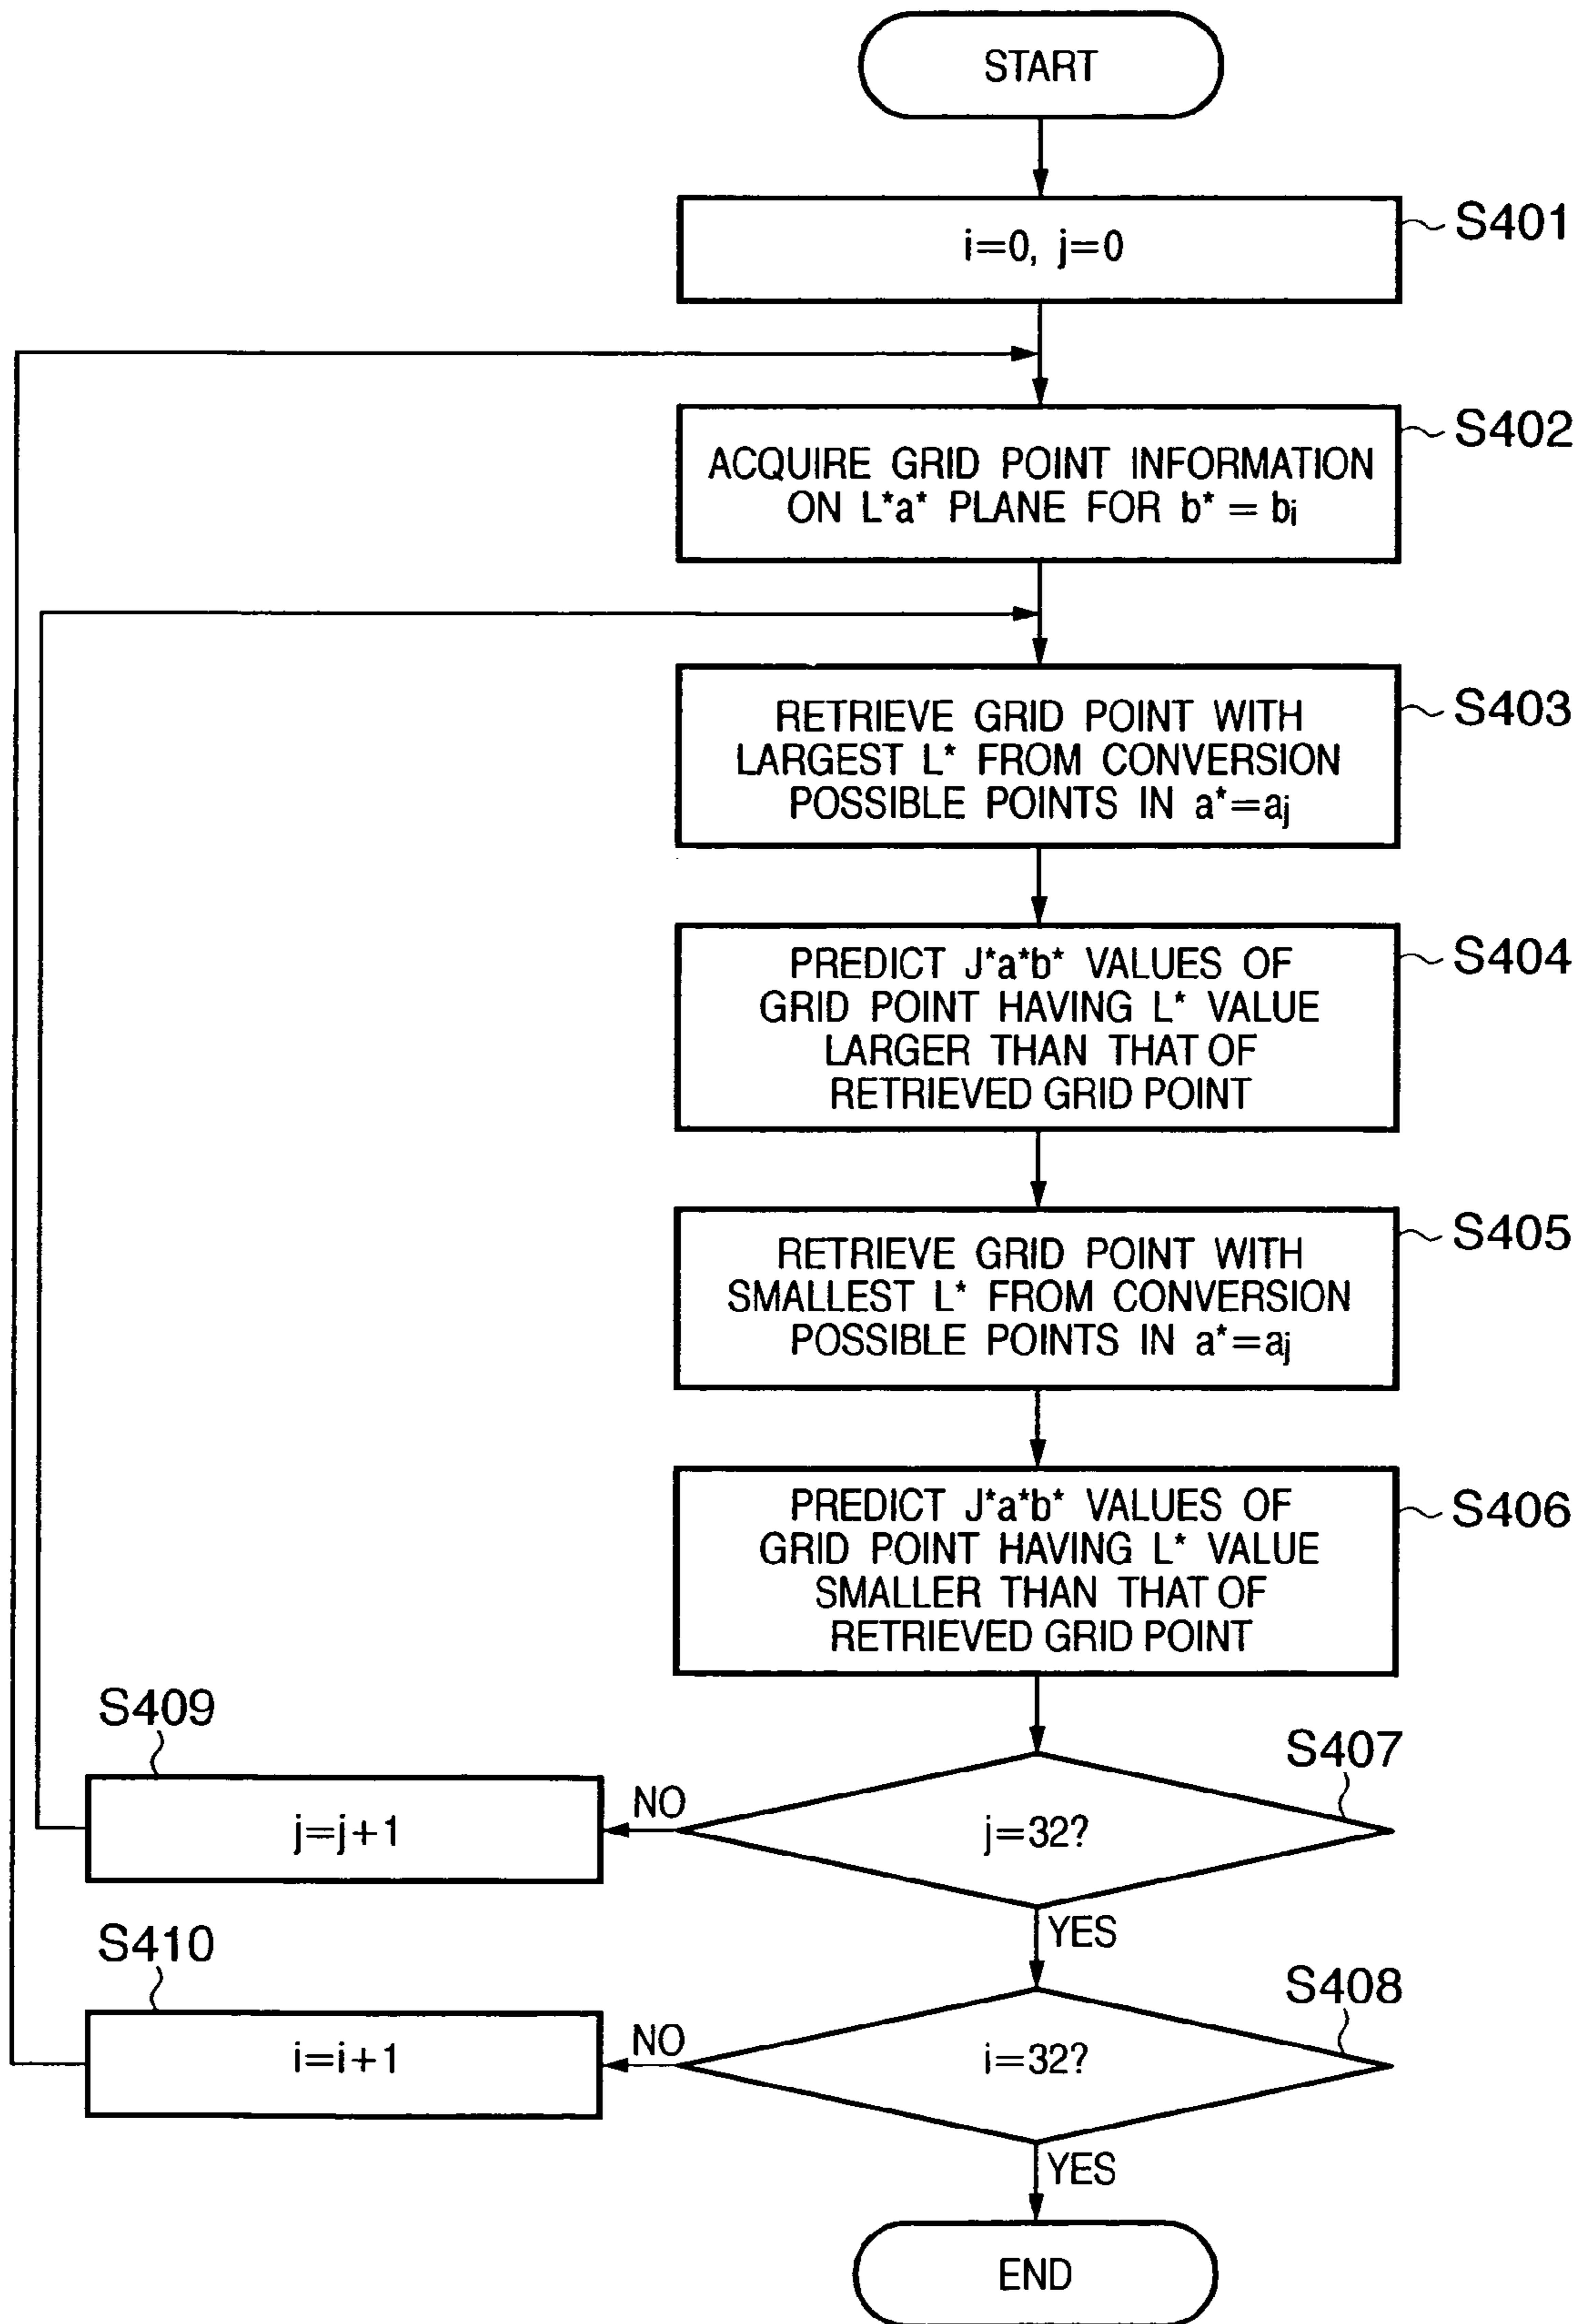 START
i=0, j=0
S401
ACQUIRE GRID POINT INFORMATION
ON L*a* PLANE FOR b* = bi
S402
RETRIEVE GRID POINT WITH
LARGEST L* FROM CONVERSION
POSSIBLE POINTS IN a*=aj
S403
PREDICT J*a*b* VALUES OF
GRID POINT HAVING L* VALUE
LARGER THAN THAT OF
RETRIEVED GRID POINT
S404
RETRIEVE GRID POINT WITH
SMALLEST L* FROM CONVERSION
POSSIBLE POINTS IN a*=aj
S405
PREDICT J*a*b* VALUES OF
GRID POINT HAVING L* VALUE
SMALLER THAN THAT OF
RETRIEVED GRID POINT
S406
S409
j=j+1
NO
j=32?
S407
YES
S410
i=i+1
NO
i=32?
S408
YES
END